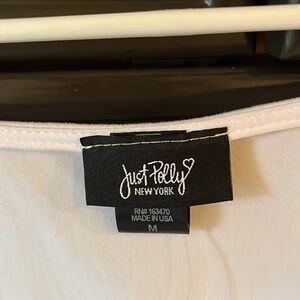 Just Polly
NEW YORK
RN# 163470
MADE IN USA
M